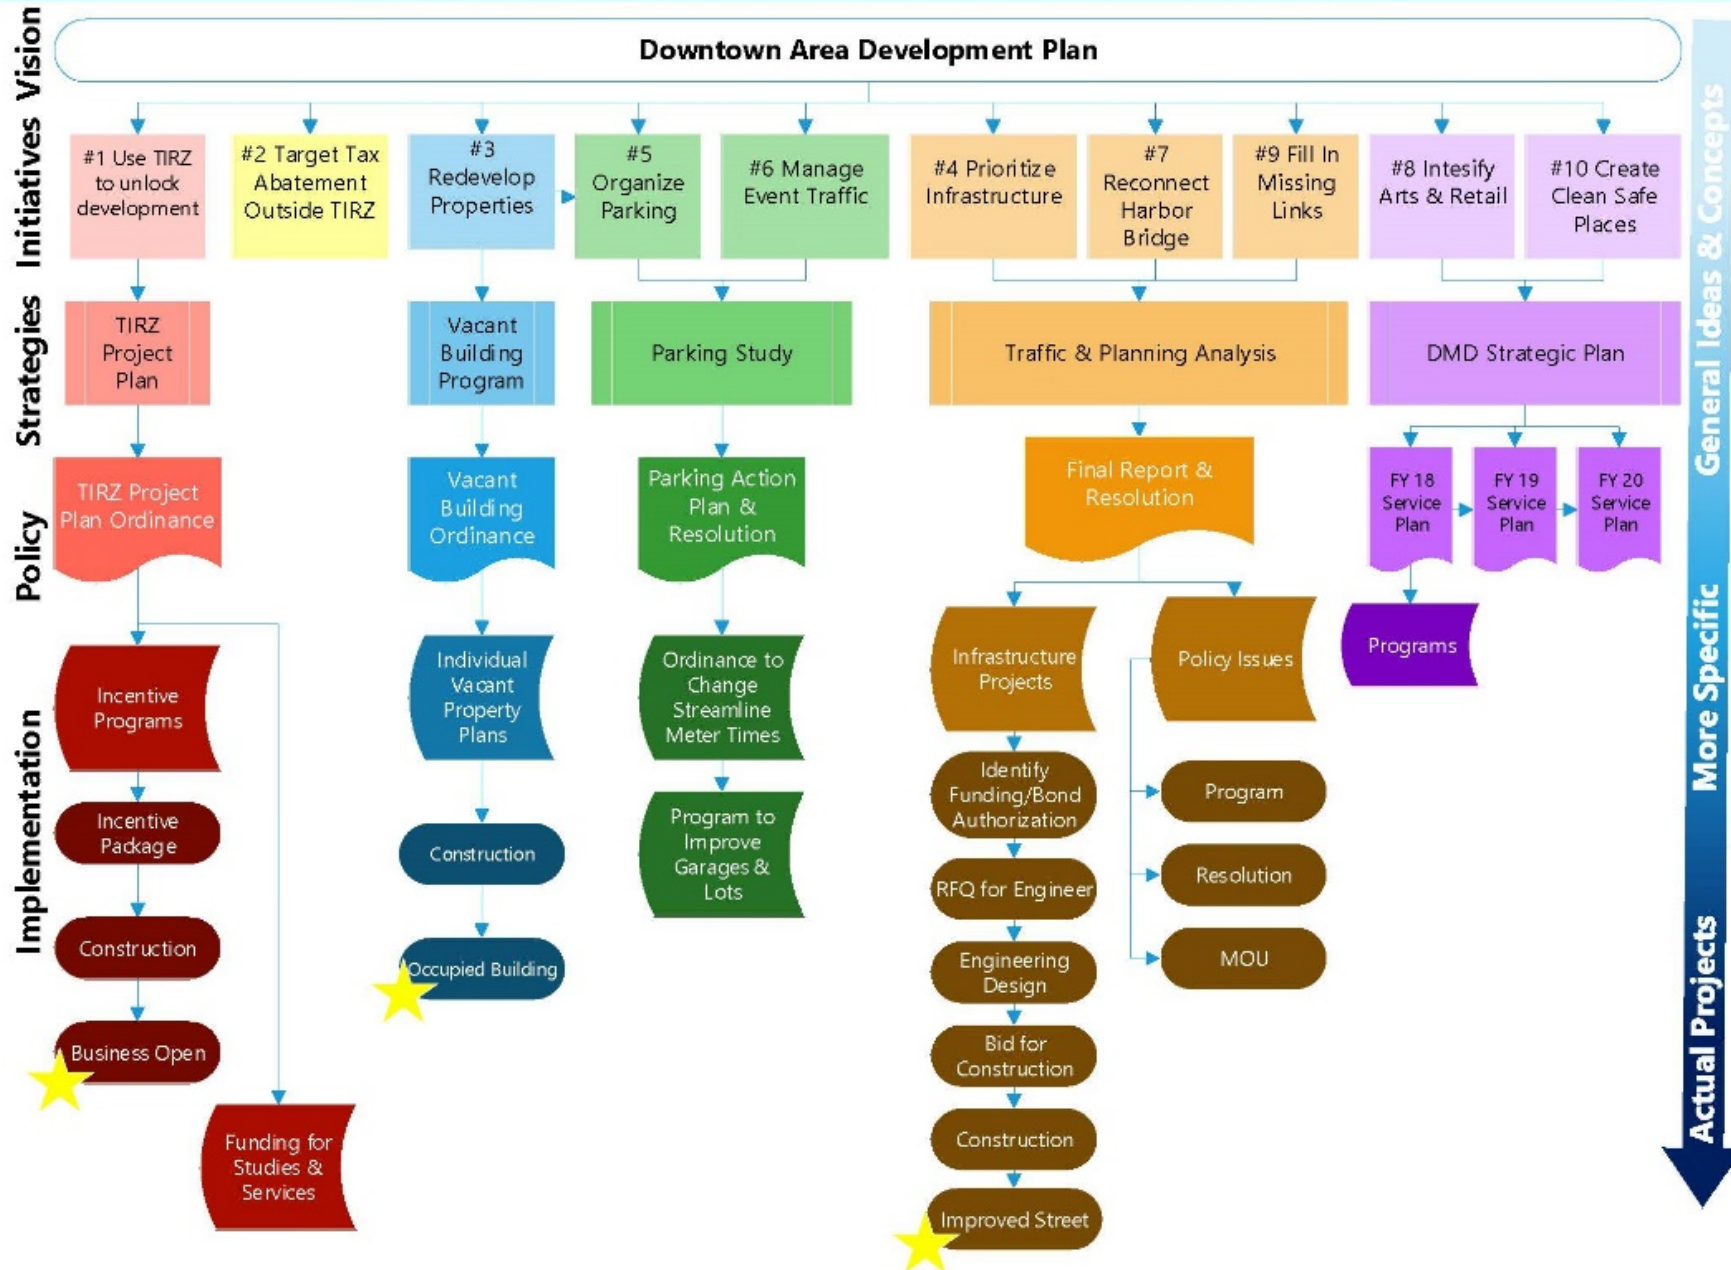 Downtown Area Development Plan
Vision
Initiatives
Strategies
Policy
Implementation
#1 Use TIRZ
to unlock
development
#2 Target Tax
Abatement
Outside TIRZ
#3
Redevelop
Properties
#5
Organize
Parking
#6 Manage
Event Traffic
#4 Prioritize
Infrastructure
#7
Reconnect
Harbor
Bridge
#9 Fill In
Missing
Links
#8 Intesify
Arts & Retail
#10 Create
Clean Safe
Places
TIRZ
Project
Plan
Vacant
Building
Program
Parking Study
Traffic & Planning Analysis
DMD Strategic Plan
TIRZ Project
Plan Ordinance
Vacant
Building
Ordinance
Parking Action
Plan &
Resolution
Final Report &
Resolution
FY 18
Service
Plan
FY 19
Service
Plan
FY 20
Service
Plan
Incentive
Programs
Individual
Vacant
Property
Plans
Ordinance to
Change
Streamline
Meter Times
Infrastructure
Projects
Policy Issues
Programs
Incentive
Package
Construction
Business Open
Funding for
Studies &
Services
Construction
Occupied Building
Program to
Improve
Garages &
Lots
Identify
Funding/Bond
Authorization
RFQ for Engineer
Engineering
Design
Bid for
Construction
Construction
Improved Street
Program
Resolution
MOU
General Ideas & Concepts
More Specific
Actual Projects